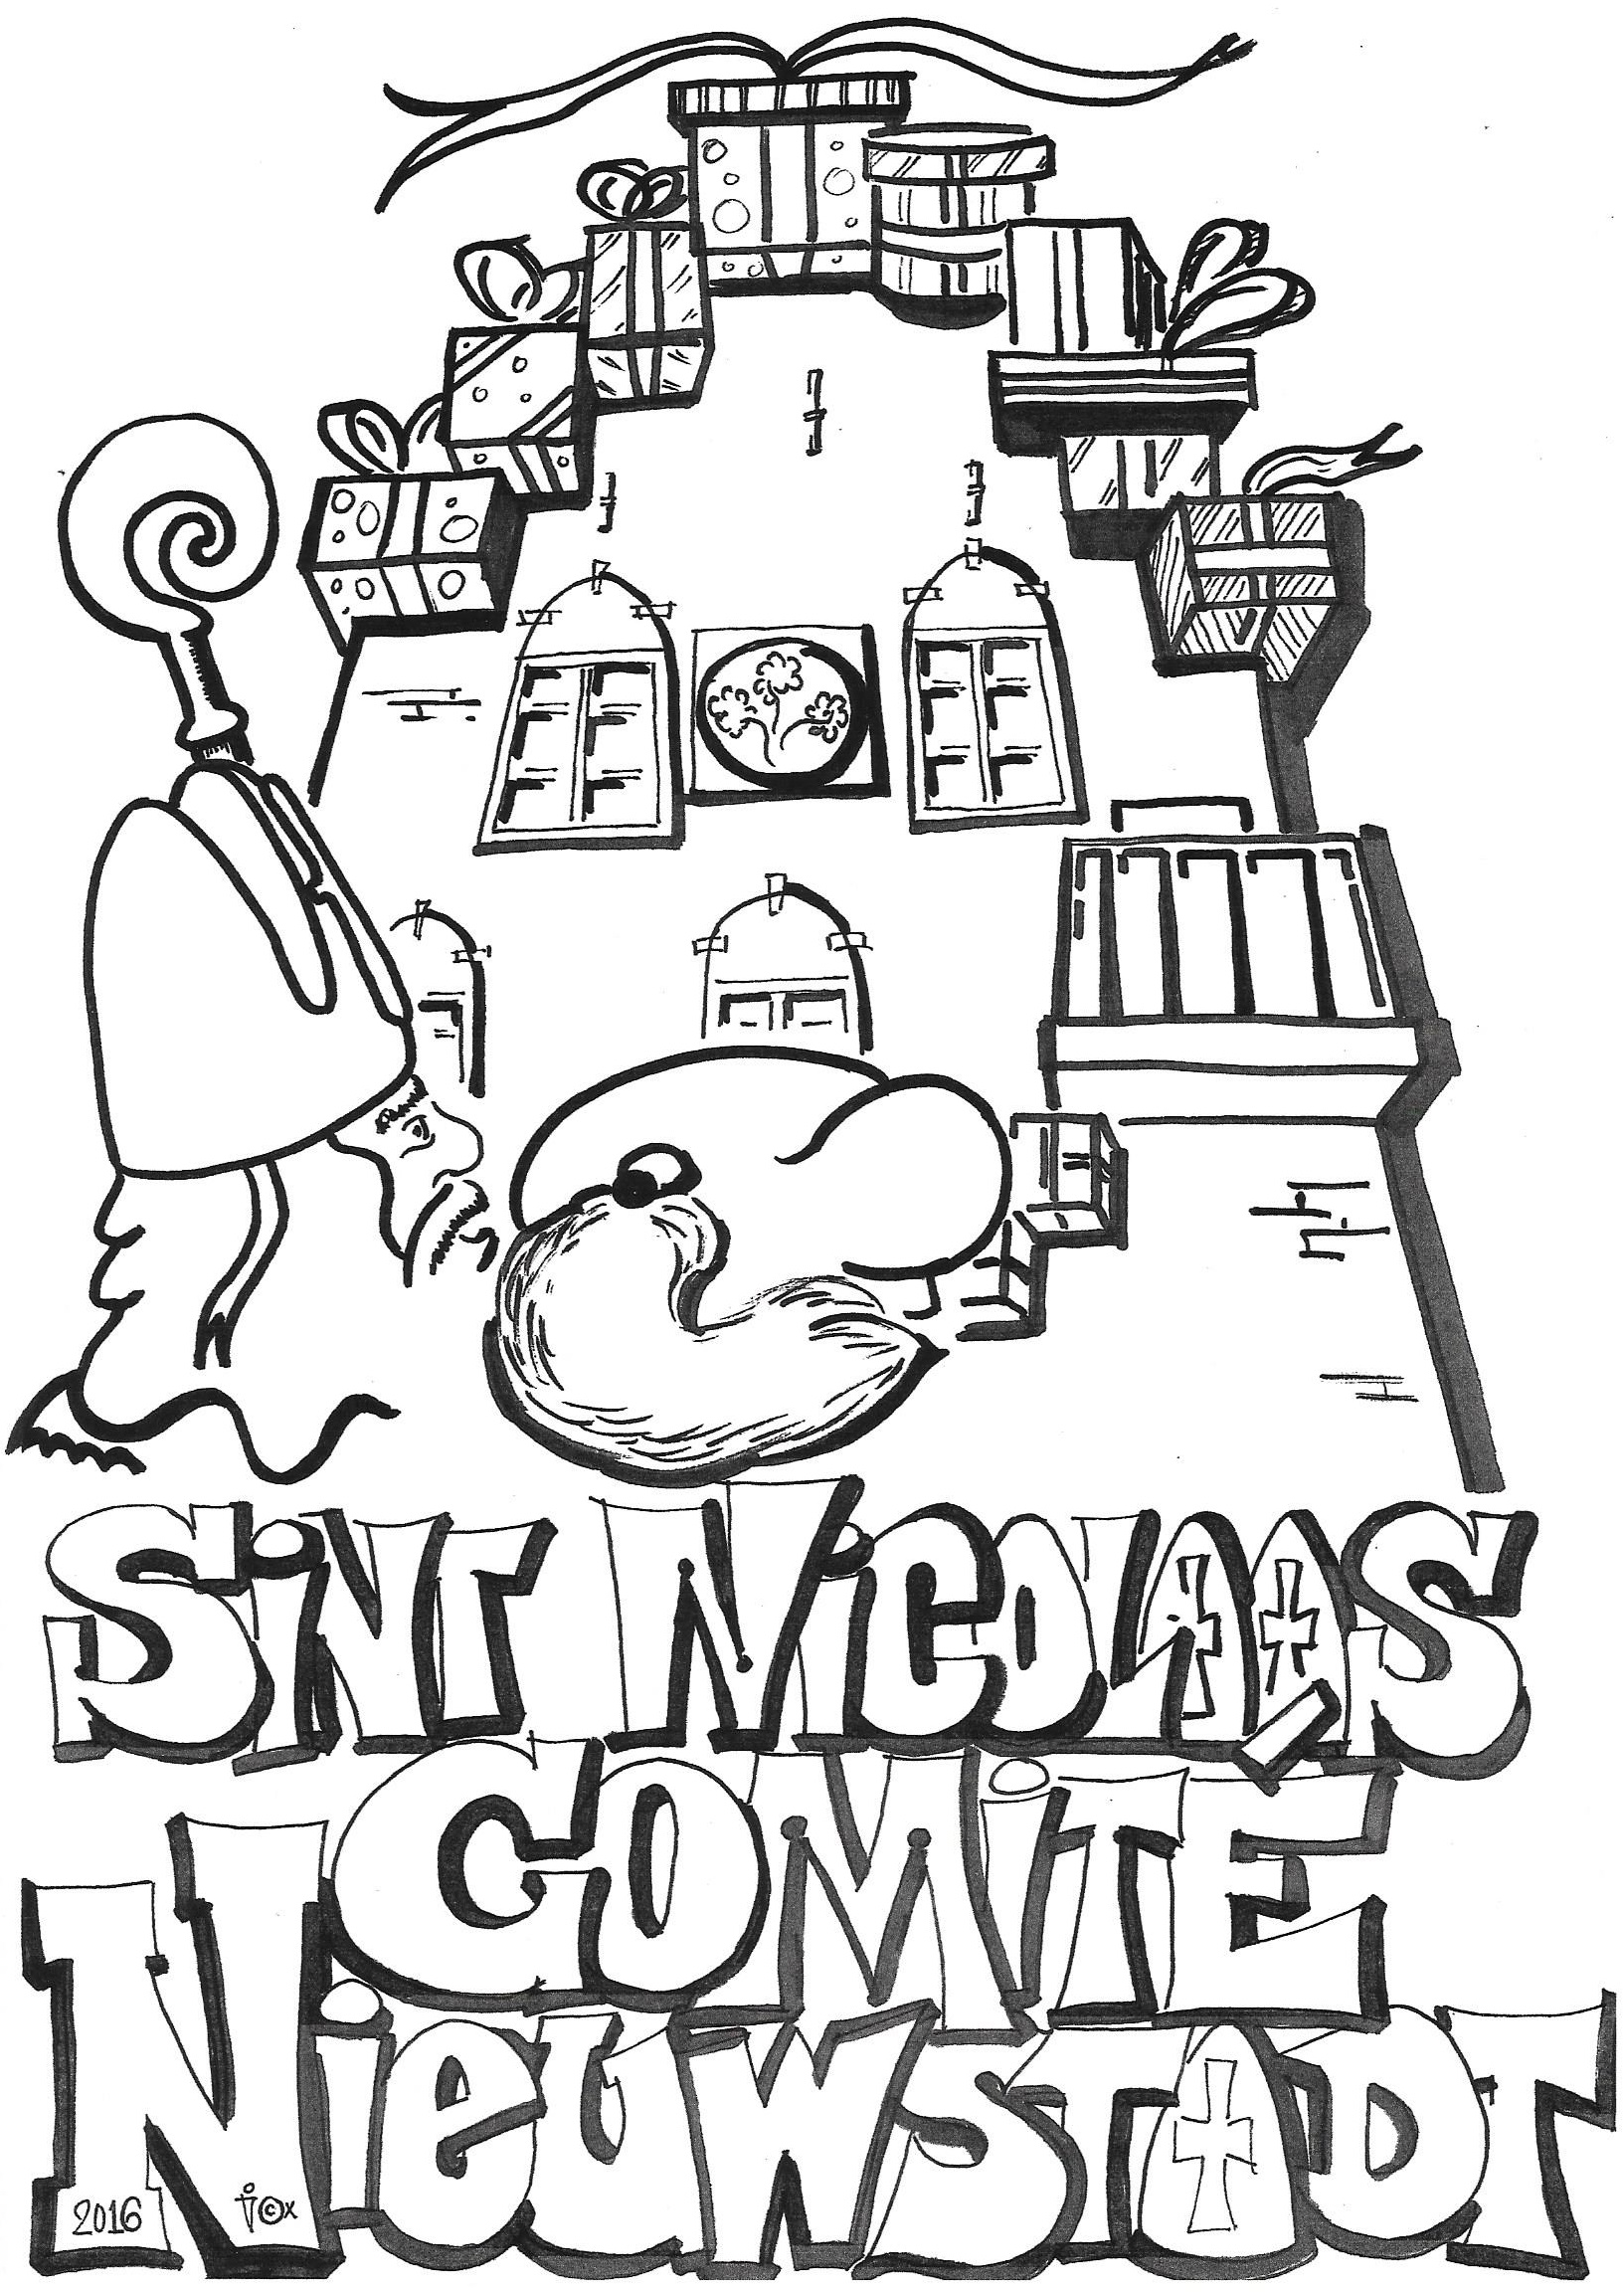 SiNT NiCOLAAS
COMiTÉ
NieuwSTADT
2016 j©x